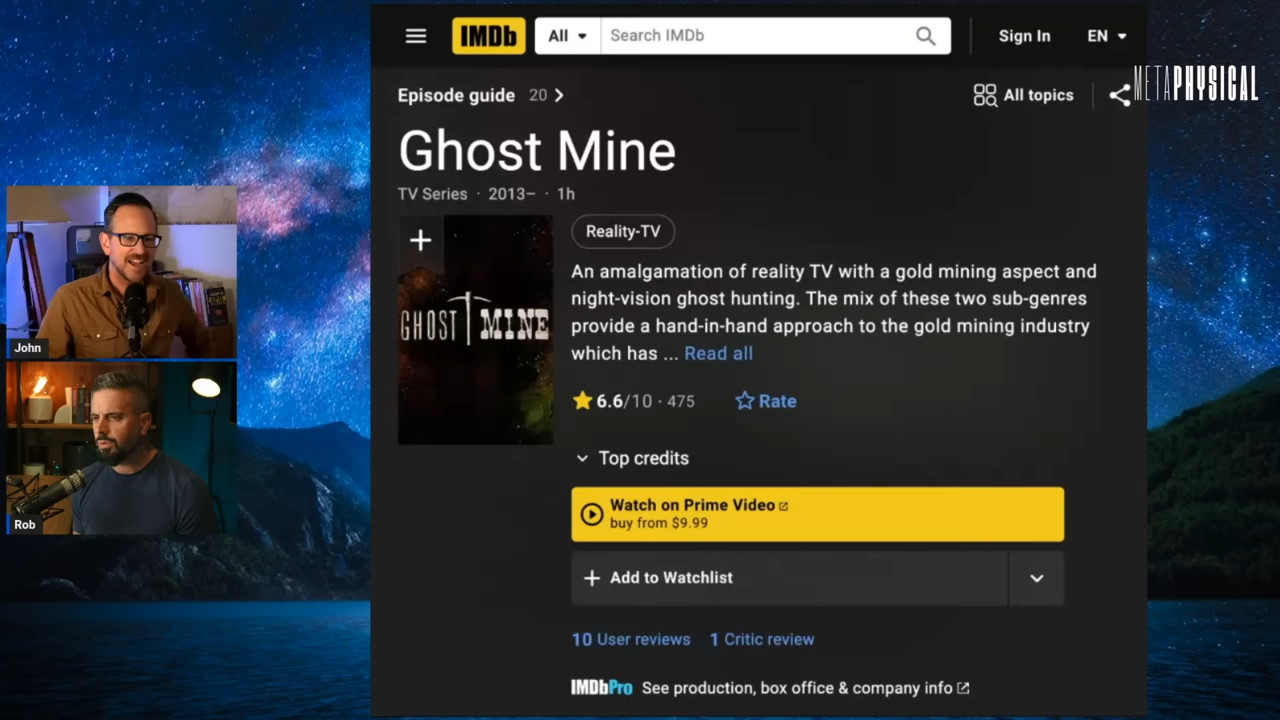 IMDb
All
Search IMDb
Sign In
EN
METAPHYSICAL
Episode guide 20
All topics
Ghost Mine
TV Series · 2013– · 1h
Reality-TV
GHOST MINE
An amalgamation of reality TV with a gold mining aspect and
night-vision ghost hunting. The mix of these two sub-genres
provide a hand-in-hand approach to the gold mining industry
which has ... Read all
6.6/10 · 475
Rate
Top credits
Watch on Prime Video
buy from $9.99
Add to Watchlist
10 User reviews 1 Critic review
IMDbPro See production, box office & company info
John
Rob